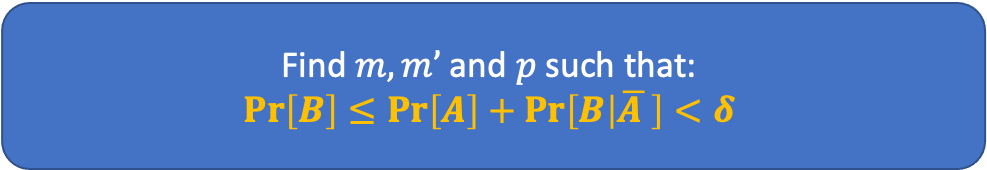 Find m, m’ and p such that:
Pr[B] ≤ Pr[A] + Pr[B|A̅ ] < δ